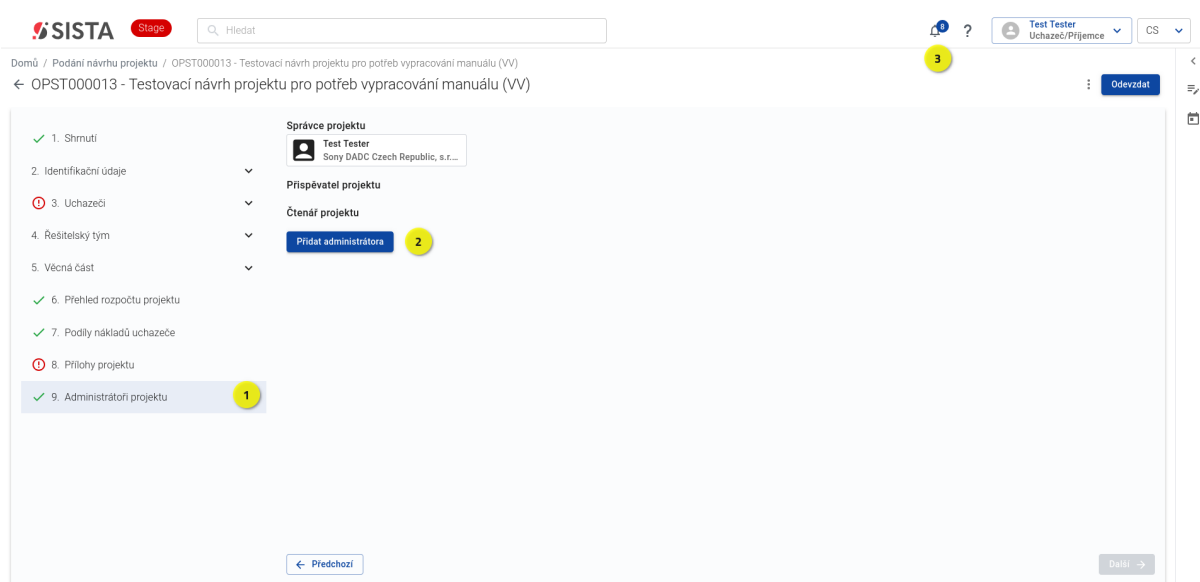 SISTA
Stage
Hledat
8
?
Test Tester
Uchazeč/Příjemce
CS
3
Domů / Podání návrhu projektu / OPST000013 - Testovací návrh projektu pro potřeb vypracování manuálu (VV)
OPST000013 - Testovací návrh projektu pro potřeb vypracování manuálu (VV)
Odevzdat
1. Shrnutí
2. Identifikační údaje
3. Uchazeči
4. Řešitelský tým
5. Věcná část
6. Přehled rozpočtu projektu
7. Podíly nákladů uchazeče
8. Přílohy projektu
9. Administrátoři projektu
1
Správce projektu
Test Tester
Sony DADC Czech Republic, s.r....
Přispěvatel projektu
Čtenář projektu
Přidat administrátora
2
Předchozí
Další